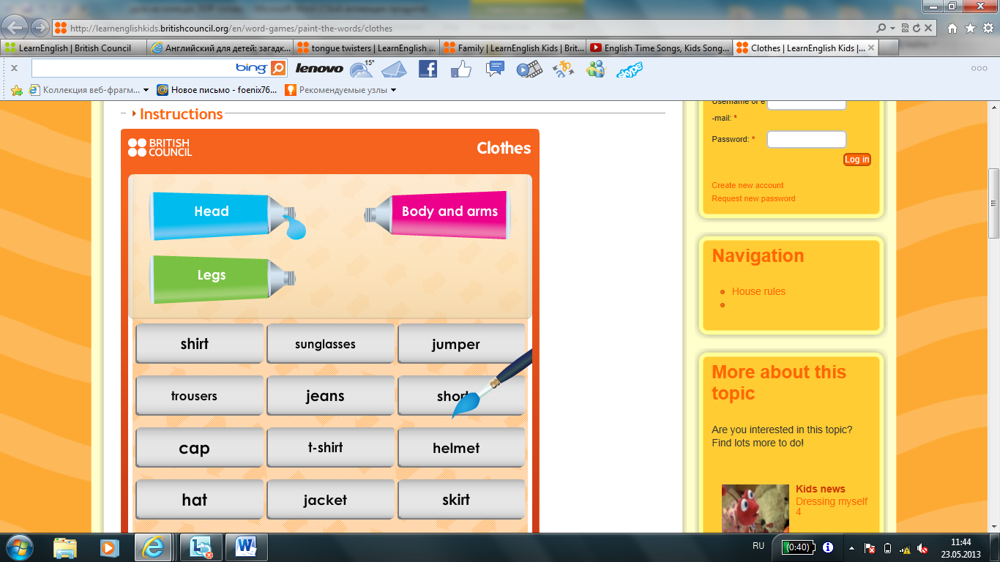 http://learnenglishkids.britishcouncil.org/en/word-games/paint-the-words/clothes
LearnEnglish | British Council
Английский для детей: загадк...
tongue twisters | LearnEnglish ...
Family | LearnEnglish Kids | Brit...
English Time Songs, Kids Song...
Clothes | LearnEnglish Kids |...
bing
lenovo
15°
skype
Коллекция веб-фрагм...
Новое письмо - foenix76...
Рекомендуемые узлы
Instructions
BRITISH
COUNCIL
Clothes
Head
Body and arms
Legs
shirt
sunglasses
jumper
trousers
jeans
short
cap
t-shirt
helmet
hat
jacket
skirt
Username or e
-mail: *
Password: *
Log in
Create new account
Request new password
Navigation
House rules
More about this
topic
Are you interested in this topic?
Find lots more to do!
Kids news
Dressing myself
4
RU
(0:40)
11:44
23.05.2013